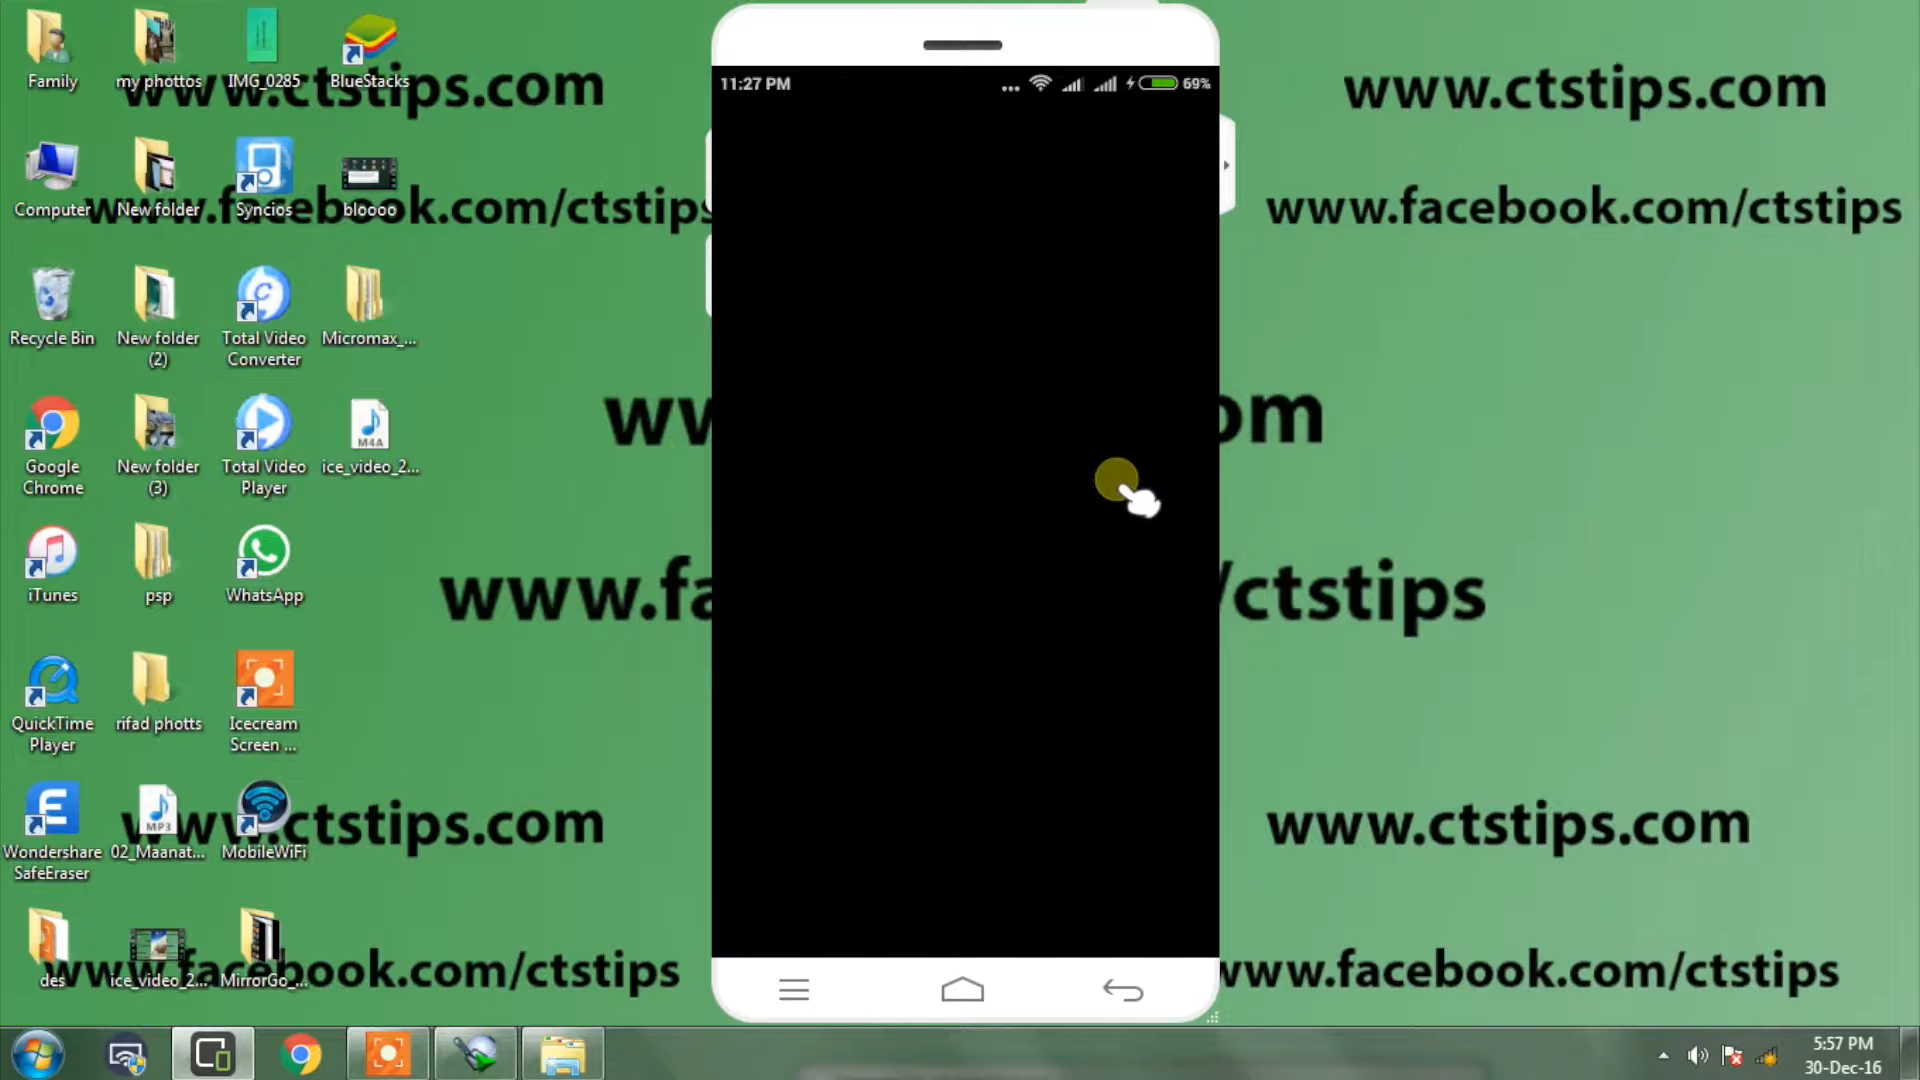 Family
my phottos
IMG_0285
BlueStacks
www.ctstips.com
www.ctstips.com
11:27 PM
69%
Computer
New folder
Syncios
bloooo
www.facebook.com/ctstips
www.facebook.com/ctstips
Recycle Bin
New folder
(2)
Total Video
Converter
Micromax_...
Google
Chrome
New folder
(3)
Total Video
Player
M4A
ice_video_2...
ww
om
iTunes
psp
WhatsApp
www.fa
/ctstips
QuickTime
Player
rifad photts
Icecream
Screen ...
Wondershare
SafeEraser
MP3
02_Maanat...
MobileWiFi
www.ctstips.com
www.ctstips.com
des
ice_video_2...
MirrorGo_...
www.facebook.com/ctstips
www.facebook.com/ctstips
5:57 PM
30-Dec-16